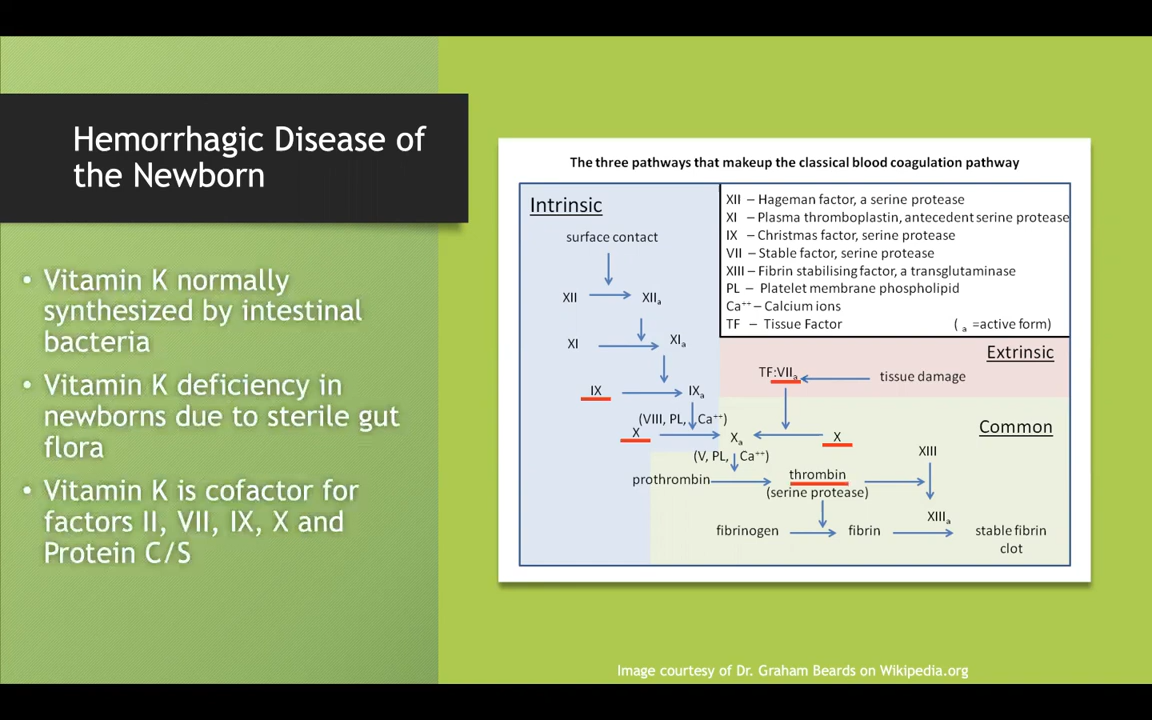 Hemorrhagic Disease of
the Newborn
• Vitamin K normally
synthesized by intestinal
bacteria
• Vitamin K deficiency in
newborns due to sterile gut
flora
• Vitamin K is cofactor for
factors II, VII, IX, X and
Protein C/S
The three pathways that makeup the classical blood coagulation pathway
Intrinsic
surface contact
XII
XIIa
XI
XIa
IX
IXa
(VIII, PL, Ca++)
X
Xa
X
(V, PL, Ca++)
XII – Hageman factor, a serine protease
XI – Plasma thromboplastin, antecedent serine protease
IX – Christmas factor, serine protease
VII – Stable factor, serine protease
XIII – Fibrin stabilising factor, a transglutaminase
PL – Platelet membrane phospholipid
Ca++ – Calcium ions
TF – Tissue Factor ( a =active form)
Extrinsic
TF:VIIa
tissue damage
Common
XIII
prothrombin
thrombin
(serine protease)
XIIIa
fibrinogen
fibrin
stable fibrin
clot
Image courtesy of Dr. Graham Beards on Wikipedia.org